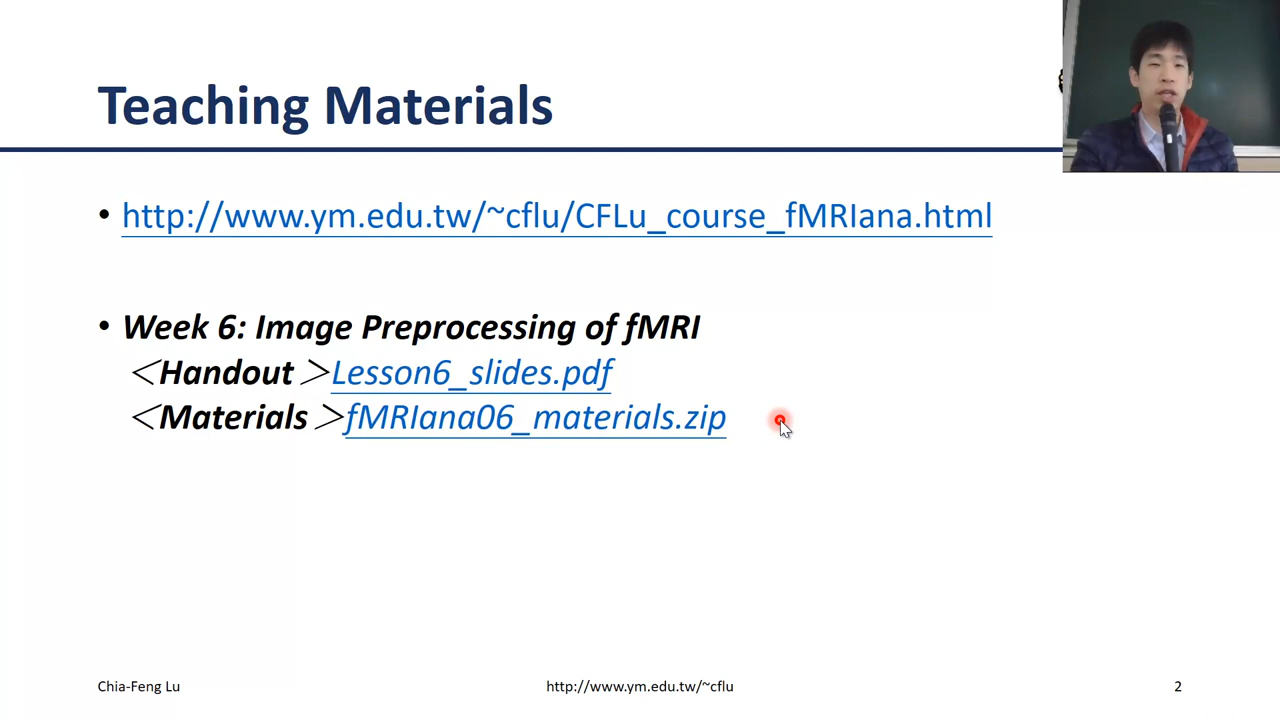 Teaching Materials
• http://www.ym.edu.tw/~cflu/CFLu_course_fMRIana.html
• Week 6: Image Preprocessing of fMRI
＜Handout＞Lesson6_slides.pdf
＜Materials＞fMRIana06_materials.zip
Chia-Feng Lu
http://www.ym.edu.tw/~cflu
2